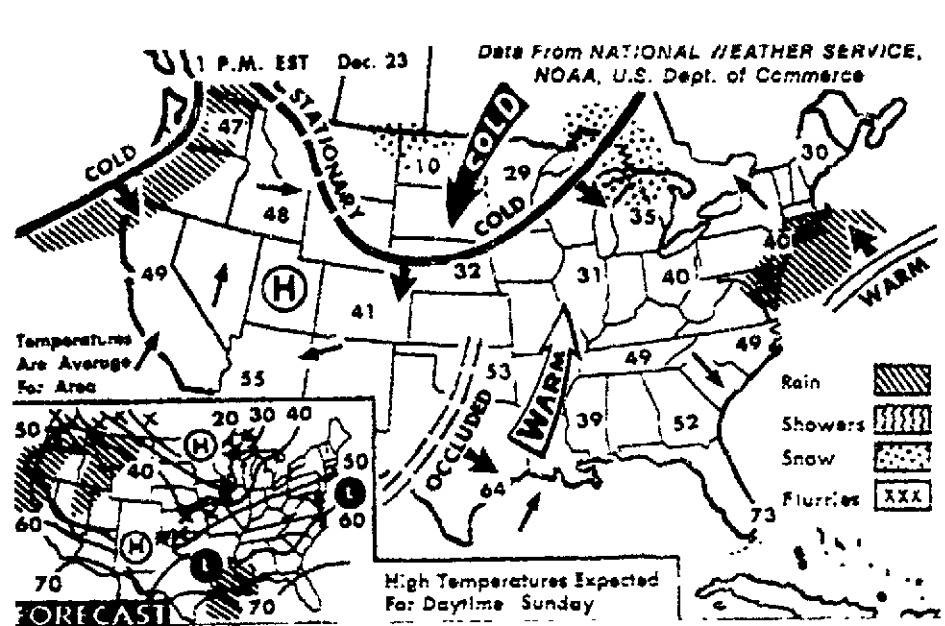 1 P.M. EST Dec. 23
Data From NATIONAL WEATHER SERVICE,
NOAA, U.S. Dept. of Commerce
COLD
47
STATIONARY
10
COLD
29
30
COLD
48
COLD
35
40
49
H
32
31
40
WARM
41
Temperatures
Are Average
For Area
55
53
49
49
WARM
OCCLUDED
39
52
64
73
Rain
Showers
Snow
Flurries
XXX
50
20 30 40
H
40
50
L
60
60
H
L
70
70
FORECAST
High Temperatures Expected
For Daytime Sunday